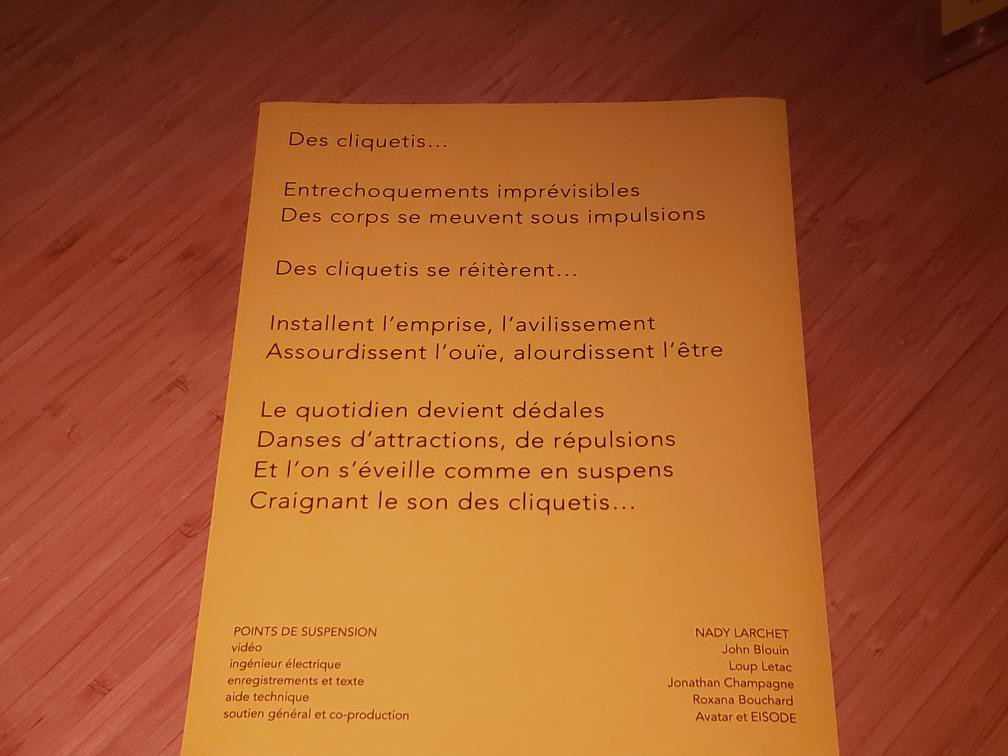 Des cliquetis...
Entrechoquements imprévisibles
Des corps se meuvent sous impulsions
Des cliquetis se réitèrent...
Installent l'emprise, l'avilissement
Assourdissent l'ouïe, alourdissent l'être
Le quotidien devient dédales
Danses d'attractions, de répulsions
Et l'on s'éveille comme en suspens
Craignant le son des cliquetis...
POINTS DE SUSPENSION NADY LARCHET
vidéo John Blouin
ingénieur électrique Loup Letac
enregistrements et texte Jonathan Champagne
aide technique Roxana Bouchard
soutien général et co-production Avatar et EISODE